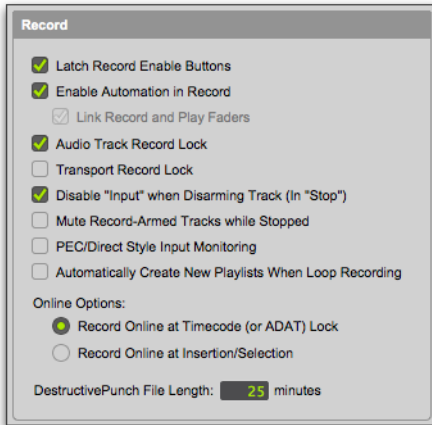 Record
Latch Record Enable Buttons
Enable Automation in Record
Link Record and Play Faders
Audio Track Record Lock
Transport Record Lock
Disable "Input" when Disarming Track (In "Stop")
Mute Record-Armed Tracks while Stopped
PEC/Direct Style Input Monitoring
Automatically Create New Playlists When Loop Recording
Online Options:
Record Online at Timecode (or ADAT) Lock
Record Online at Insertion/Selection
DestructivePunch File Length: 25 minutes